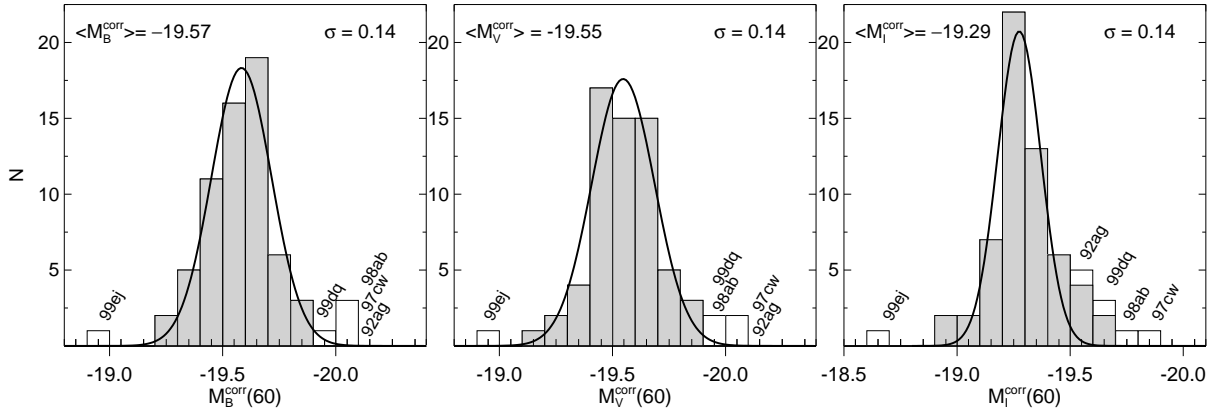 <M_B^corr>= −19.57
σ = 0.14
20
15
10
5
N
99ej
99dq
98ab
97cw
92ag
-19.0
-19.5
-20.0
M_B^corr(60)
<M_V^corr> = -19.55
σ = 0.14
20
15
10
5
99ej
99dq
98ab
97cw
92ag
-19.0
-19.5
-20.0
M_V^corr(60)
<M_I^corr>= −19.29
σ = 0.14
20
15
10
5
99ej
92ag
99dq
98ab
97cw
-18.5
-19.0
-19.5
-20.0
M_I^corr(60)